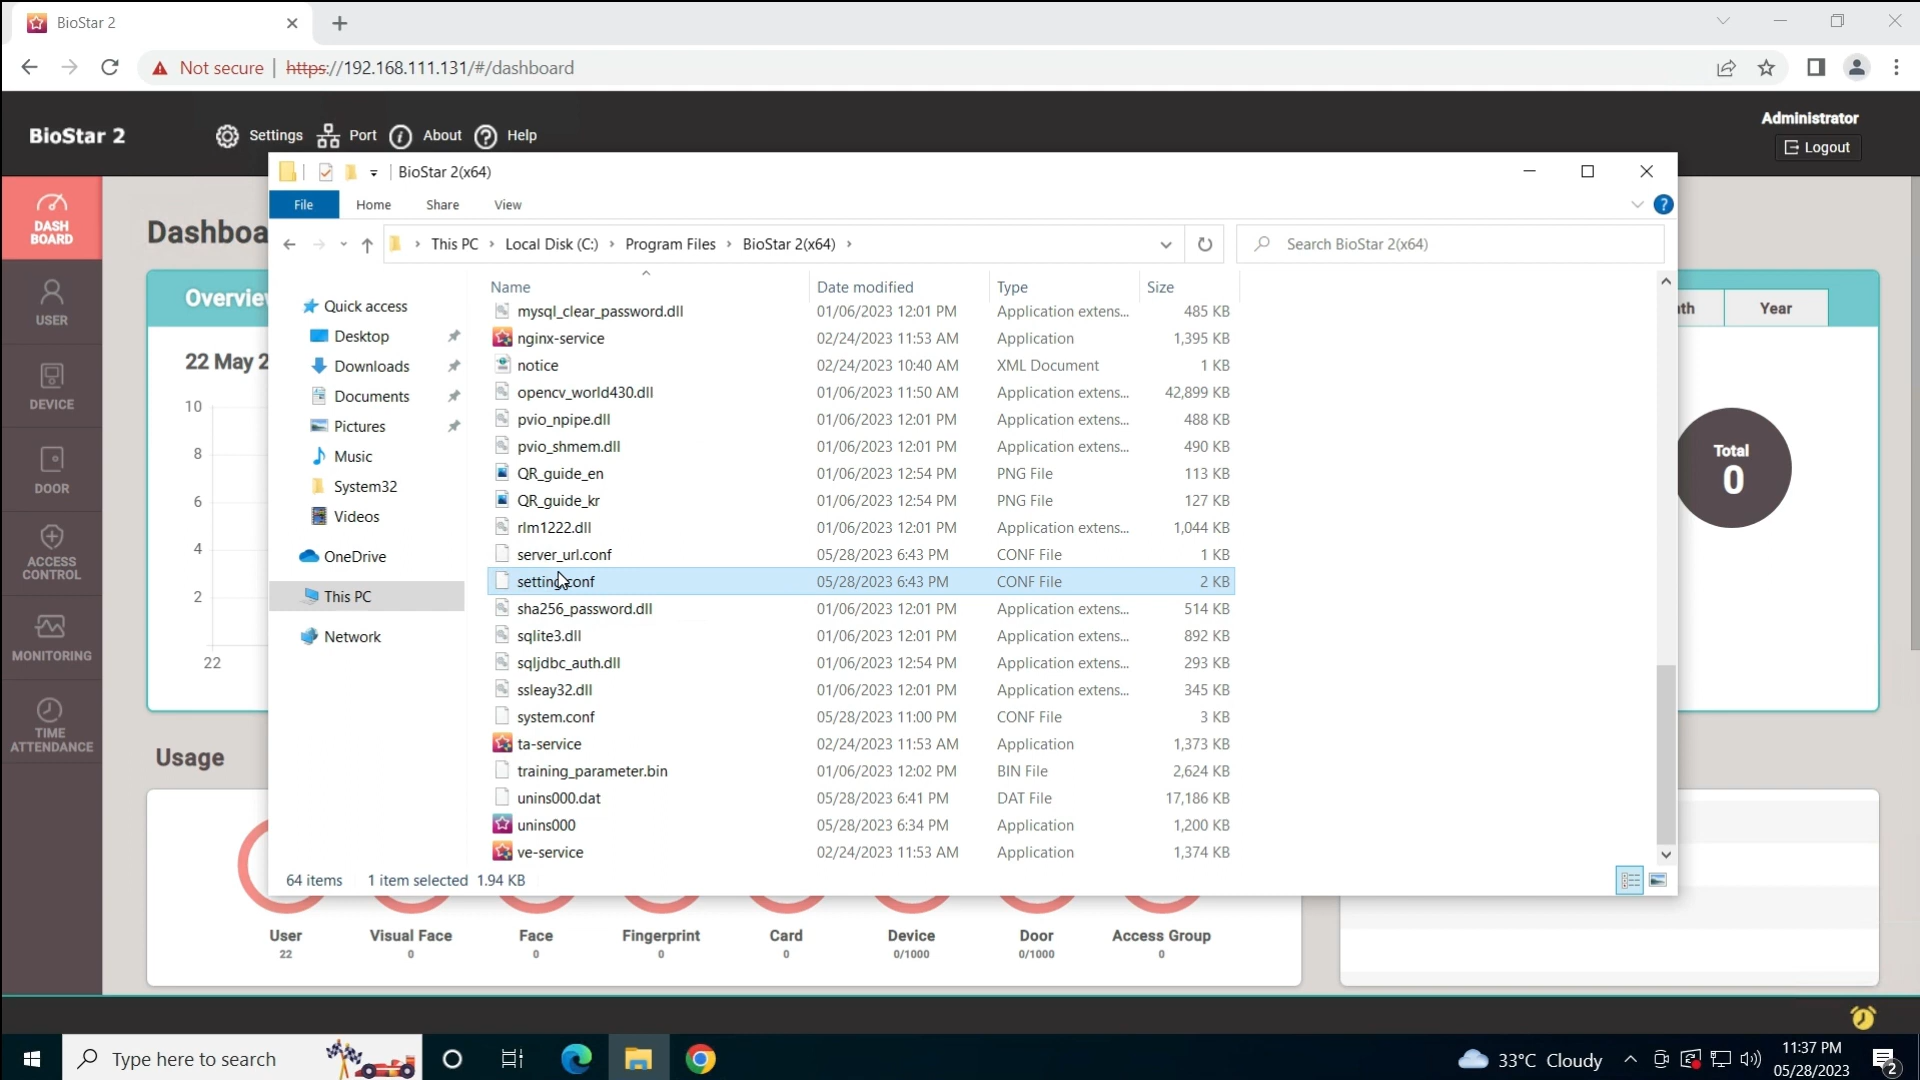 BioStar 2
Not secure | https://192.168.111.131/#/dashboard
BioStar 2
Settings
Port
About
Help
Administrator
Logout
BioStar 2(x64)
File
Home
Share
View
This PC › Local Disk (C:) › Program Files › BioStar 2(x64) ›
Search BioStar 2(x64)
DASH
BOARD
USER
DEVICE
DOOR
ACCESS
CONTROL
MONITORING
TIME
ATTENDANCE
Dashboa
Overvie
22 May 2
10
8
6
4
2
22
Year
Total
0
Usage
Quick access
Desktop
Downloads
Documents
Pictures
Music
System32
Videos
OneDrive
This PC
Network
Name Date modified Type Size
mysql_clear_password.dll 01/06/2023 12:01 PM Application extens... 485 KB
nginx-service 02/24/2023 11:53 AM Application 1,395 KB
notice 02/24/2023 10:40 AM XML Document 1 KB
opencv_world430.dll 01/06/2023 11:50 AM Application extens... 42,899 KB
pvio_npipe.dll 01/06/2023 12:01 PM Application extens... 488 KB
pvio_shmem.dll 01/06/2023 12:01 PM Application extens... 490 KB
QR_guide_en 01/06/2023 12:54 PM PNG File 113 KB
QR_guide_kr 01/06/2023 12:54 PM PNG File 127 KB
rlm1222.dll 01/06/2023 12:01 PM Application extens... 1,044 KB
server_url.conf 05/28/2023 6:43 PM CONF File 1 KB
setting.conf 05/28/2023 6:43 PM CONF File 2 KB
sha256_password.dll 01/06/2023 12:01 PM Application extens... 514 KB
sqlite3.dll 01/06/2023 12:01 PM Application extens... 892 KB
sqljdbc_auth.dll 01/06/2023 12:54 PM Application extens... 293 KB
ssleay32.dll 01/06/2023 12:01 PM Application extens... 345 KB
system.conf 05/28/2023 11:00 PM CONF File 3 KB
ta-service 02/24/2023 11:53 AM Application 1,373 KB
training_parameter.bin 01/06/2023 12:02 PM BIN File 2,624 KB
unins000.dat 05/28/2023 6:41 PM DAT File 17,186 KB
unins000 05/28/2023 6:34 PM Application 1,200 KB
ve-service 02/24/2023 11:53 AM Application 1,374 KB
64 items 1 item selected 1.94 KB
User
22
Visual Face
0
Face
0
Fingerprint
0
Card
0
Device
0/1000
Door
0/1000
Access Group
0
Type here to search
33°C Cloudy
11:37 PM
05/28/2023
2